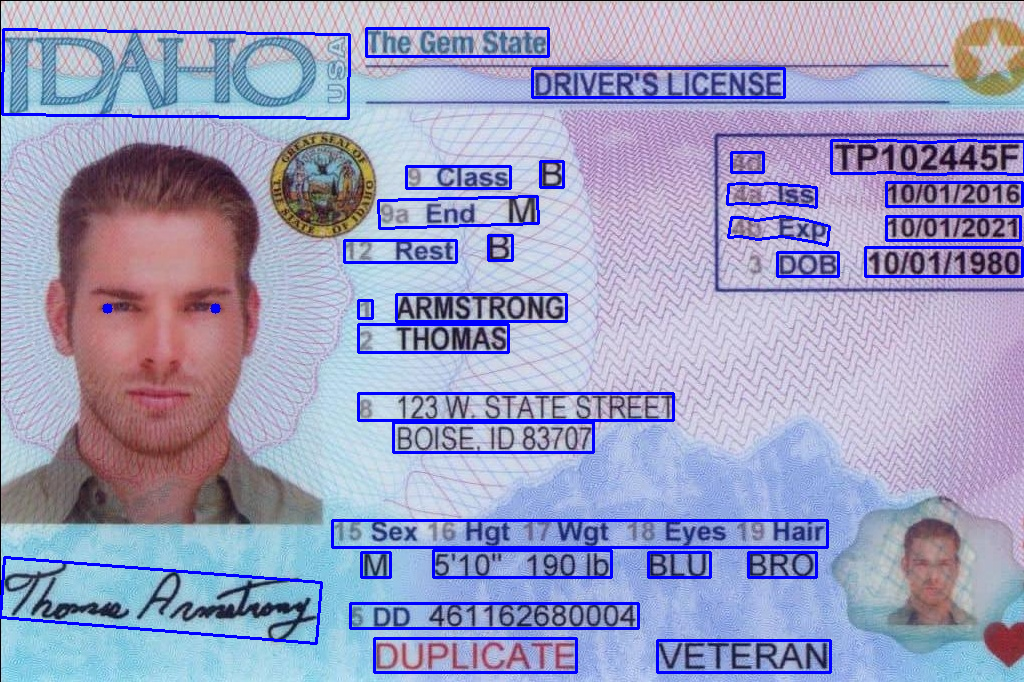 IDAHO USA
The Gem State
DRIVER'S LICENSE
GREAT SEAL OF THE STATE OF IDAHO
9 Class B
9a End M
12 Rest B
4d TP102445F
4a Iss 10/01/2016
4b Exp 10/01/2021
3 DOB 10/01/1980
1 ARMSTRONG
2 THOMAS
8 123 W. STATE STREET
BOISE, ID 83707
15 Sex 16 Hgt 17 Wgt 18 Eyes 19 Hair
M 5'10" 190 lb BLU BRO
5 DD 461162680004
DUPLICATE VETERAN
Thomas Armstrong